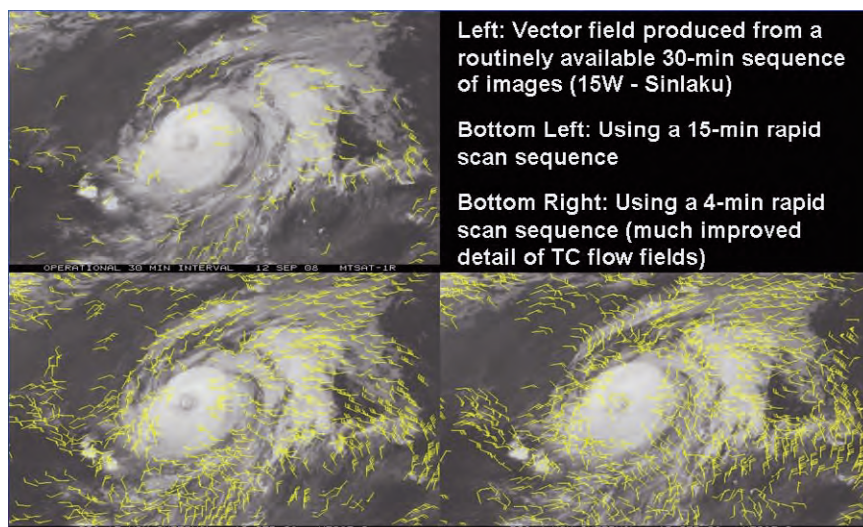 Left: Vector field produced from a
routinely available 30-min sequence
of images (15W - Sinlaku)
Bottom Left: Using a 15-min rapid
scan sequence
Bottom Right: Using a 4-min rapid
scan sequence (much improved
detail of TC flow fields)
OPERATIONAL 30 MIN INTERVAL 12 SEP 08 MTSAT-1R